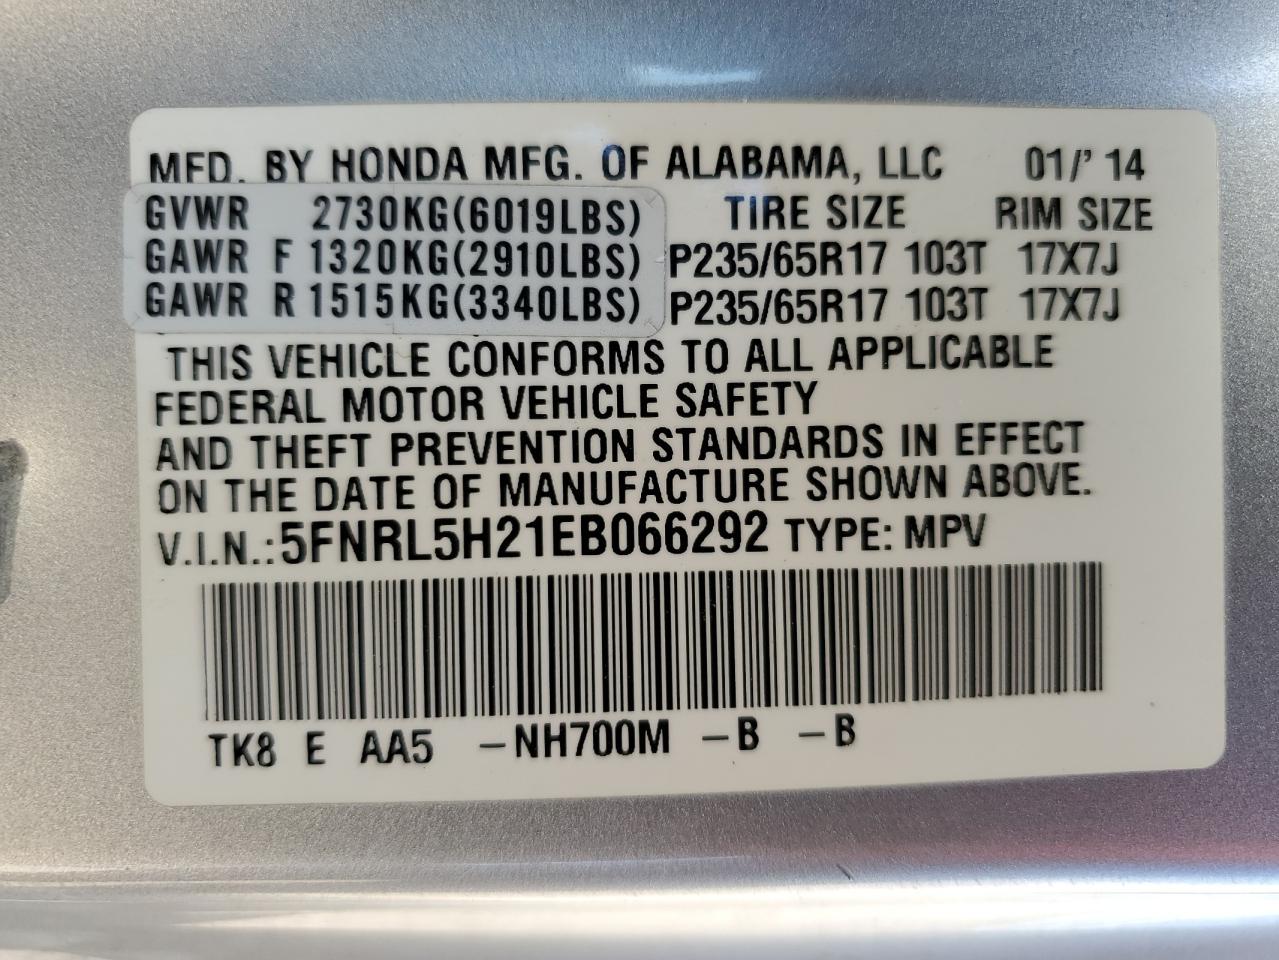 MFD. BY HONDA MFG. OF ALABAMA, LLC 01/' 14
GVWR 2730KG(6019LBS) TIRE SIZE RIM SIZE
GAWR F 1320KG(2910LBS) P235/65R17 103T 17X7J
GAWR R 1515KG(3340LBS) P235/65R17 103T 17X7J
THIS VEHICLE CONFORMS TO ALL APPLICABLE
FEDERAL MOTOR VEHICLE SAFETY
AND THEFT PREVENTION STANDARDS IN EFFECT
ON THE DATE OF MANUFACTURE SHOWN ABOVE.
V.I.N.:5FNRL5H21EB066292 TYPE: MPV
TK8 E AA5 -NH700M -B -B